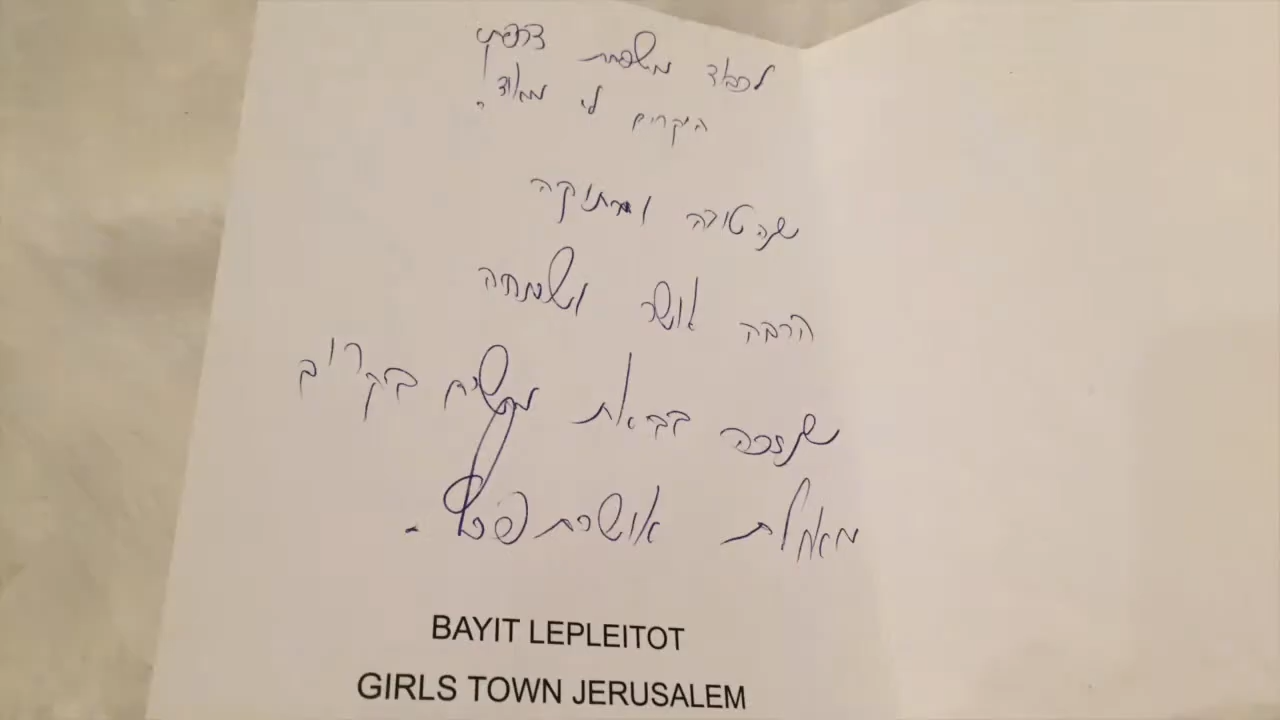 לכבוד משפחת
היקרים לי מאוד!
שנה טובה ומתוקה
הרבה אושר ושמחה
שנזכה בביאת משיח בקרוב
מאחלת אושרת
BAYIT LEPLEITOT
GIRLS TOWN JERUSALEM